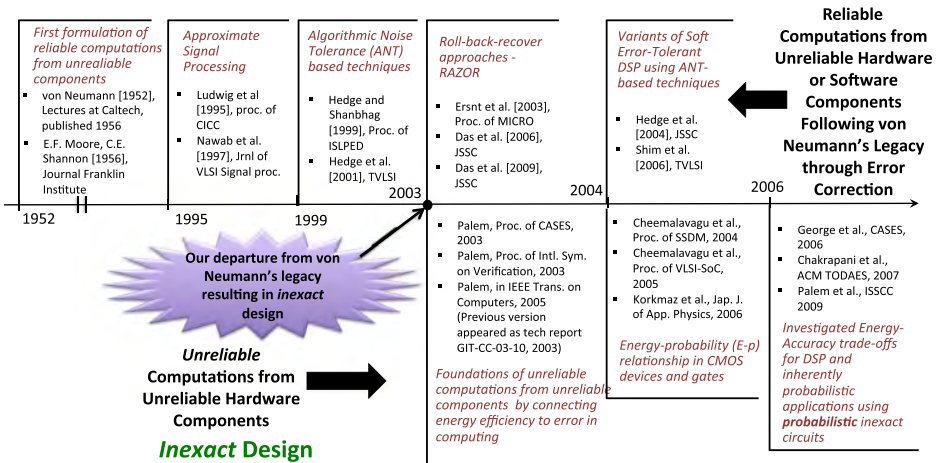 First formulation of
reliable computations
from unrealiable
components
▪ von Neumann [1952],
Lectures at Caltech,
published 1956
▪ E.F. Moore, C.E.
Shannon [1956],
Journal Franklin
Institute
1952
Approximate
Signal
Processing
▪ Ludwig et al
[1995], proc. of
CICC
▪ Nawab et al.
[1997], Jrnl of
VLSI Signal proc.
1995
Algorithmic Noise
Tolerance (ANT)
based techniques
▪ Hedge and
Shanbhag
[1999], Proc. of
ISLPED
▪ Hedge et al.
[2001], TVLSI
1999
2003
Roll-back-recover
approaches -
RAZOR
▪ Ersnt et al. [2003],
Proc. of MICRO
▪ Das et al. [2006],
JSSC
▪ Das et al. [2009],
JSSC
2004
Variants of Soft
Error-Tolerant
DSP using ANT-
based techniques
▪ Hedge et al.
[2004], JSSC
▪ Shim et al.
[2006], TVLSI
2006
Reliable
Computations from
Unreliable Hardware
or Software
Components
Following von
Neumann's Legacy
through Error
Correction
Our departure from von
Neumann's legacy
resulting in inexact
design
Unreliable
Computations from
Unreliable Hardware
Components
Inexact Design
▪ Palem, Proc of CASES,
2003
▪ Palem, Proc. of Intl. Sym.
on Verification, 2003
▪ Palem, in IEEE Trans. on
Computers, 2005
(Previous version
appeared as tech report
GIT-CC-03-10, 2003)
Foundations of unreliable
computations from unreliable
components by connecting
energy efficiency to error in
computing
▪ Cheemalavagu et al.,
Proc. of SSDM, 2004
▪ Cheemalavagu et al.,
Proc. of VLSI-SoC,
2005
▪ Korkmaz et al., Jap. J.
of App. Physics, 2006
Energy-probability (E-p)
relationship in CMOS
devices and gates
▪ George et al., CASES,
2006
▪ Chakrapani et al.,
ACM TODAES, 2007
▪ Palem et al., ISSCC
2009
Investigated Energy-
Accuracy trade-offs
for DSP and
inherently
probabilistic
applications using
probabilistic inexact
circuits